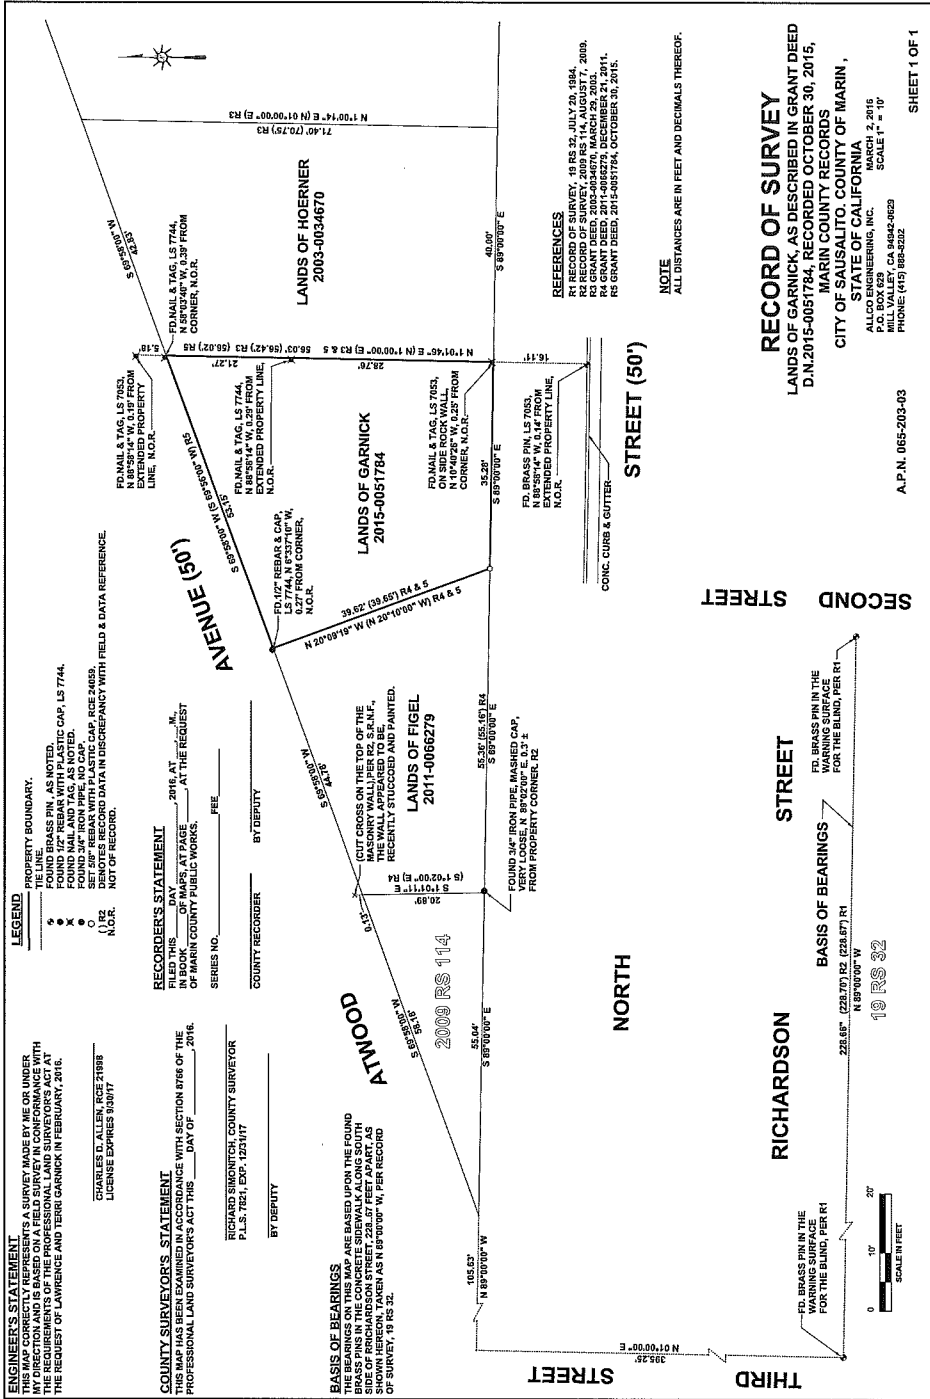 ENGINEER'S STATEMENT
THIS MAP CORRECTLY REPRESENTS A SURVEY MADE BY ME OR UNDER
MY DIRECTION AND IS BASED ON A FIELD SURVEY IN CONFORMANCE WITH
THE REQUIREMENTS OF THE PROFESSIONAL LAND SURVEYOR'S ACT AT
THE REQUEST OF LAWRENCE AND TERRI GARNICK IN FEBRUARY, 2016.
CHARLES D. ALLEN, RCE 21998
LICENSE EXPIRES 9/30/17
COUNTY SURVEYOR'S STATEMENT
THIS MAP HAS BEEN EXAMINED IN ACCORDANCE WITH SECTION 8766 OF THE
PROFESSIONAL LAND SURVEYOR'S ACT THIS ____ DAY OF ____, 2016.
RICHARD SIMONITCH, COUNTY SURVEYOR
P.L.S. 7821, EXP. 12/31/17
BY DEPUTY
BASIS OF BEARINGS
THE BEARINGS ON THIS MAP ARE BASED UPON THE FOUND
BRASS PINS IN THE CONCRETE SIDEWALK ALONG SOUTH
SIDE OF RRICHARDSON STREET, 228.67 FEET APART, AS
SHOWN HEREON, TAKEN AS N 89°00'00" W, PER RECORD
OF SURVEY, 19 RS 32.
LEGEND
PROPERTY BOUNDARY.
TIE LINE.
FOUND BRASS PIN, AS NOTED.
FOUND 1/2" REBAR WITH PLASTIC CAP, LS 7744.
FOUND NAIL AND TAG, AS NOTED.
FOUND 3/4" IRON PIPE, NO CAP.
SET 5/8" REBAR WITH PLASTIC CAP, RCE 24059.
( ) R2 DENOTES RECORD DATA IN DISCREPANCY WITH FIELD & DATA REFERENCE.
N.O.R. NOT OF RECORD.
RECORDER'S STATEMENT
FILED THIS ____ DAY ____, 2016, AT ____.M.,
IN BOOK ____ OF MAPS, AT PAGE ____, AT THE REQUEST
OF MARIN COUNTY PUBLIC WORKS.
SERIES NO. ____ FEE ____
COUNTY RECORDER BY DEPUTY
ATWOOD AVENUE (50')
S 69°58'00" W
42.83'
5.18'
FD.NAIL & TAG, LS 7053,
N 88°58'14" W, 0.19' FROM
EXTENDED PROPERTY
LINE, N.O.R.
FD.NAIL & TAG, LS 7744,
N 88°03'40" W, 0.39' FROM
CORNER, N.O.R.
N 1°00'14" E (N 01°00'00" E) R3
71.40' (70.75) R3
LANDS OF HOERNER
2003-0034670
40.00'
S 89°00'00" E
S 69°58'00" W (S 69°56'00" W) R5
53.15'
N 1°01'46" E (N 1°00'00" E) R3 & 5
56.03' (56.42) R3 (56.02) R5
21.27'
28.76'
FD.NAIL & TAG, LS 7744,
N 88°58'14" W, 0.29' FROM
EXTENDED PROPERTY LINE,
N.O.R.
LANDS OF GARNICK
2015-0051784
FD.NAIL & TAG, LS 7053,
ON SIDE ROCK WALL,
N 10°40'26" W, 0.25' FROM
CORNER, N.O.R.
35.28'
S 89°00'00" E
16.11'
FD. BRASS PIN, LS 7053,
N 88°58'14" W, 0.14' FROM
EXTENDED PROPERTY LINE,
N.O.R.
CONC. CURB & GUTTER
FD.1/2" REBAR & CAP,
LS 7744, N 6°33'10" W,
0.27' FROM CORNER,
N.O.R.
39.62' (39.65') R4 & 5
N 20°09'19" W (N 20°10'00" W) R4 & 5
S 69°58'00" W
44.78'
(CUT CROSS ON THE TOP OF THE
MASONRY WALL),PER R2, S.R.N.F.,
THE WALL APPEARED TO BE
RECENTLY STUCCOED AND PAINTED.
LANDS OF FIGEL
2011-0066279
55.36' (55.16') R4
S 89°00'00" E
(S 1°02'00" E) R4
S 1°01'11" E
20.89'
0.13'
FOUND 3/4" IRON PIPE, MASHED CAP,
VERY LOOSE, N 89°02'00" E, 0.3' ±
FROM PROPERTY CORNER. R2
S 69°58'00" W
58.16'
2009 RS 114
55.04'
S 89°00'00" E
105.63'
N 89°00'00" W
NORTH STREET (50')
REFERENCES
R1 RECORD OF SURVEY, 19 RS 32, JULY 20, 1984.
R2 RECORD OF SURVEY, 2009 RS 114, AUGUST 7, 2009.
R3 GRANT DEED, 2003-0034670, MARCH 29, 2003.
R4 GRANT DEED, 2011-0066279, DECEMBER 21, 2011.
R5 GRANT DEED, 2015-0051784, OCTOBER 30, 2015.
NOTE
ALL DISTANCES ARE IN FEET AND DECIMALS THEREOF.
THIRD STREET
N 01°00'00" E
395.25'
RICHARDSON STREET
SECOND STREET
FD. BRASS PIN IN THE
WARNING SURFACE
FOR THE BLIND, PER R1
BASIS OF BEARINGS
228.66" (228.70') R2 (228.67') R1
N 89°00'00" W
19 RS 32
FD. BRASS PIN IN THE
WARNING SURFACE
FOR THE BLIND, PER R1
0 10' 20'
SCALE IN FEET
RECORD OF SURVEY
LANDS OF GARNICK, AS DESCRIBED IN GRANT DEED
D.N.2015-0051784, RECORDED OCTOBER 30, 2015,
MARIN COUNTY RECORDS
CITY OF SAUSALITO. COUNTY OF MARIN ,
STATE OF CALIFORNIA
ALLCO ENGINEERING, INC.
P.O. BOX 629
MILL VALLEY, CA 94942-0629
PHONE: (415) 888-8202
MARCH 2, 2016
SCALE 1" = 10'
A.P.N. 065-203-03
SHEET 1 OF 1